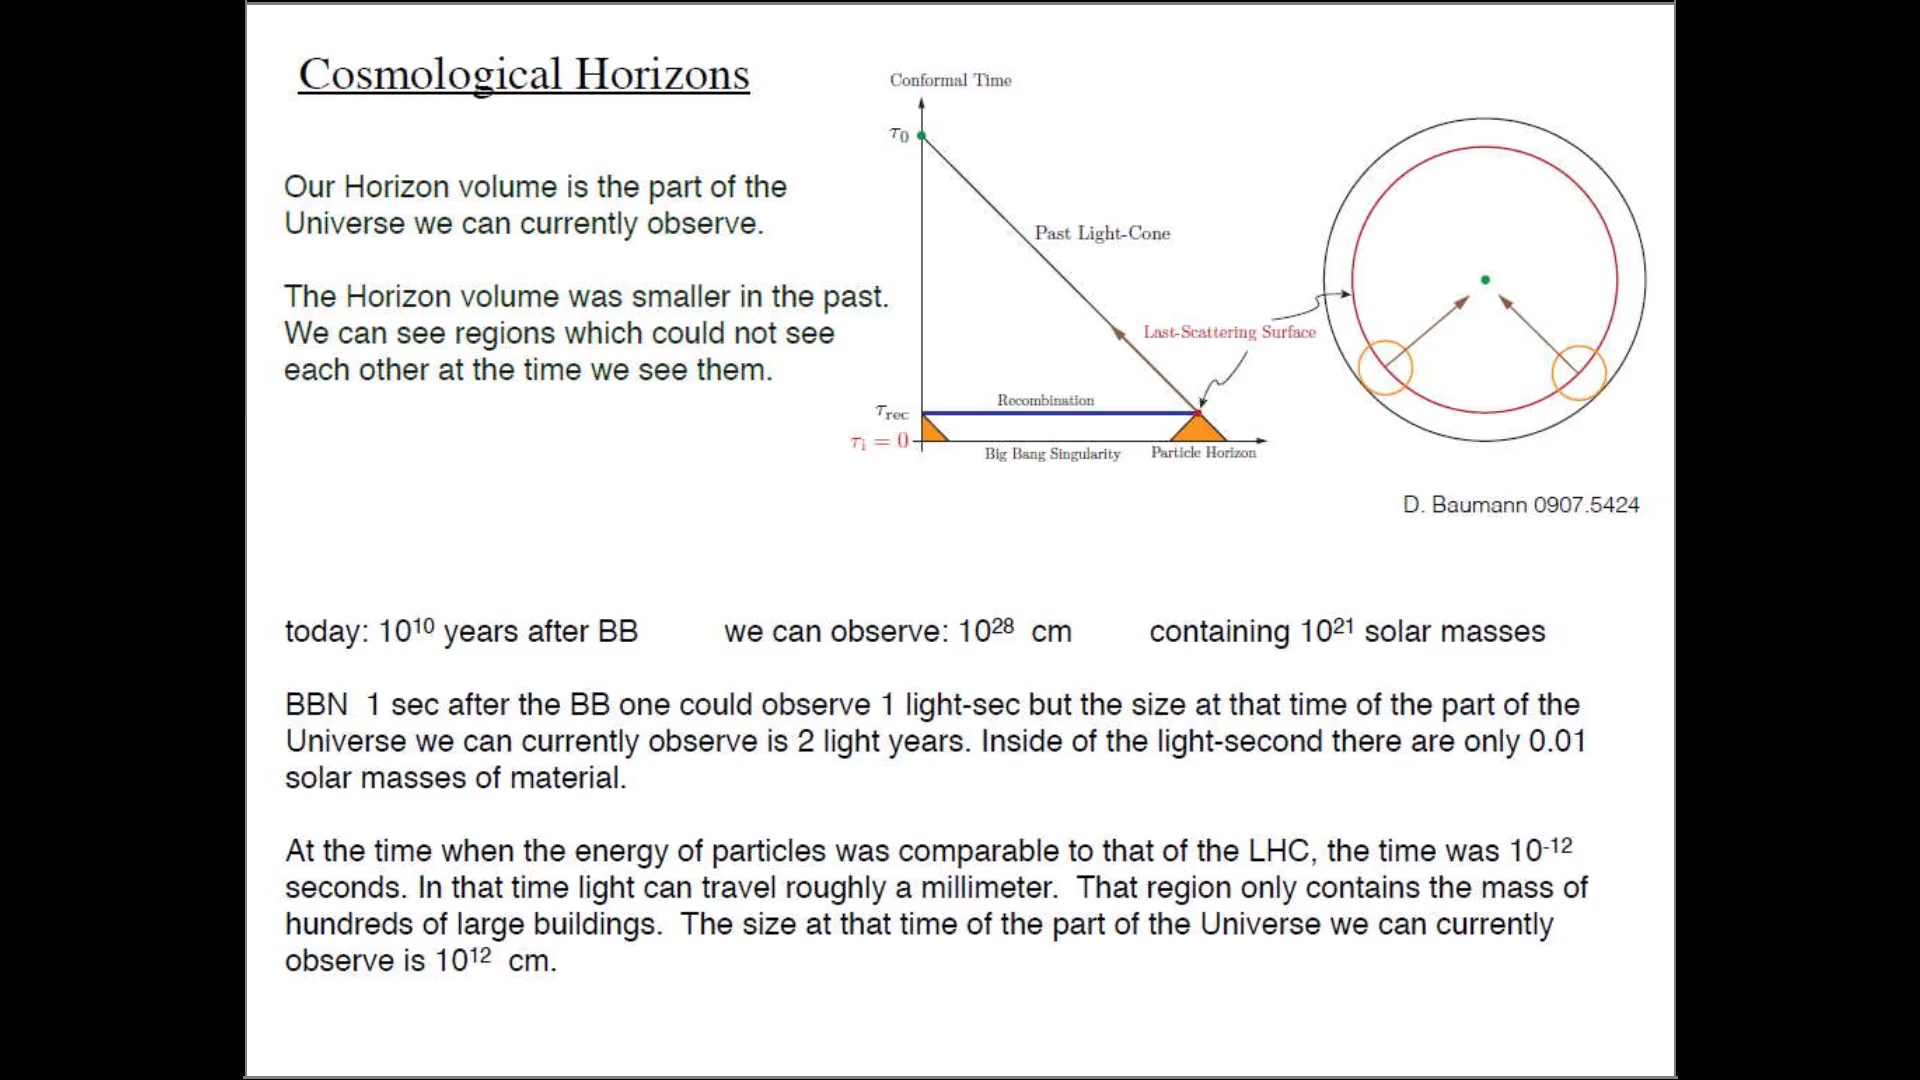 Cosmological Horizons
Conformal Time
τ0
Our Horizon volume is the part of the
Universe we can currently observe.
Past Light-Cone
The Horizon volume was smaller in the past.
We can see regions which could not see
each other at the time we see them.
Last-Scattering Surface
Recombination
τrec
τi = 0
Big Bang Singularity
Particle Horizon
D. Baumann 0907.5424
today: 10¹⁰ years after BB we can observe: 10²⁸ cm containing 10²¹ solar masses
BBN 1 sec after the BB one could observe 1 light-sec but the size at that time of the part of the
Universe we can currently observe is 2 light years. Inside of the light-second there are only 0.01
solar masses of material.
At the time when the energy of particles was comparable to that of the LHC, the time was 10⁻¹²
seconds. In that time light can travel roughly a millimeter. That region only contains the mass of
hundreds of large buildings. The size at that time of the part of the Universe we can currently
observe is 10¹² cm.